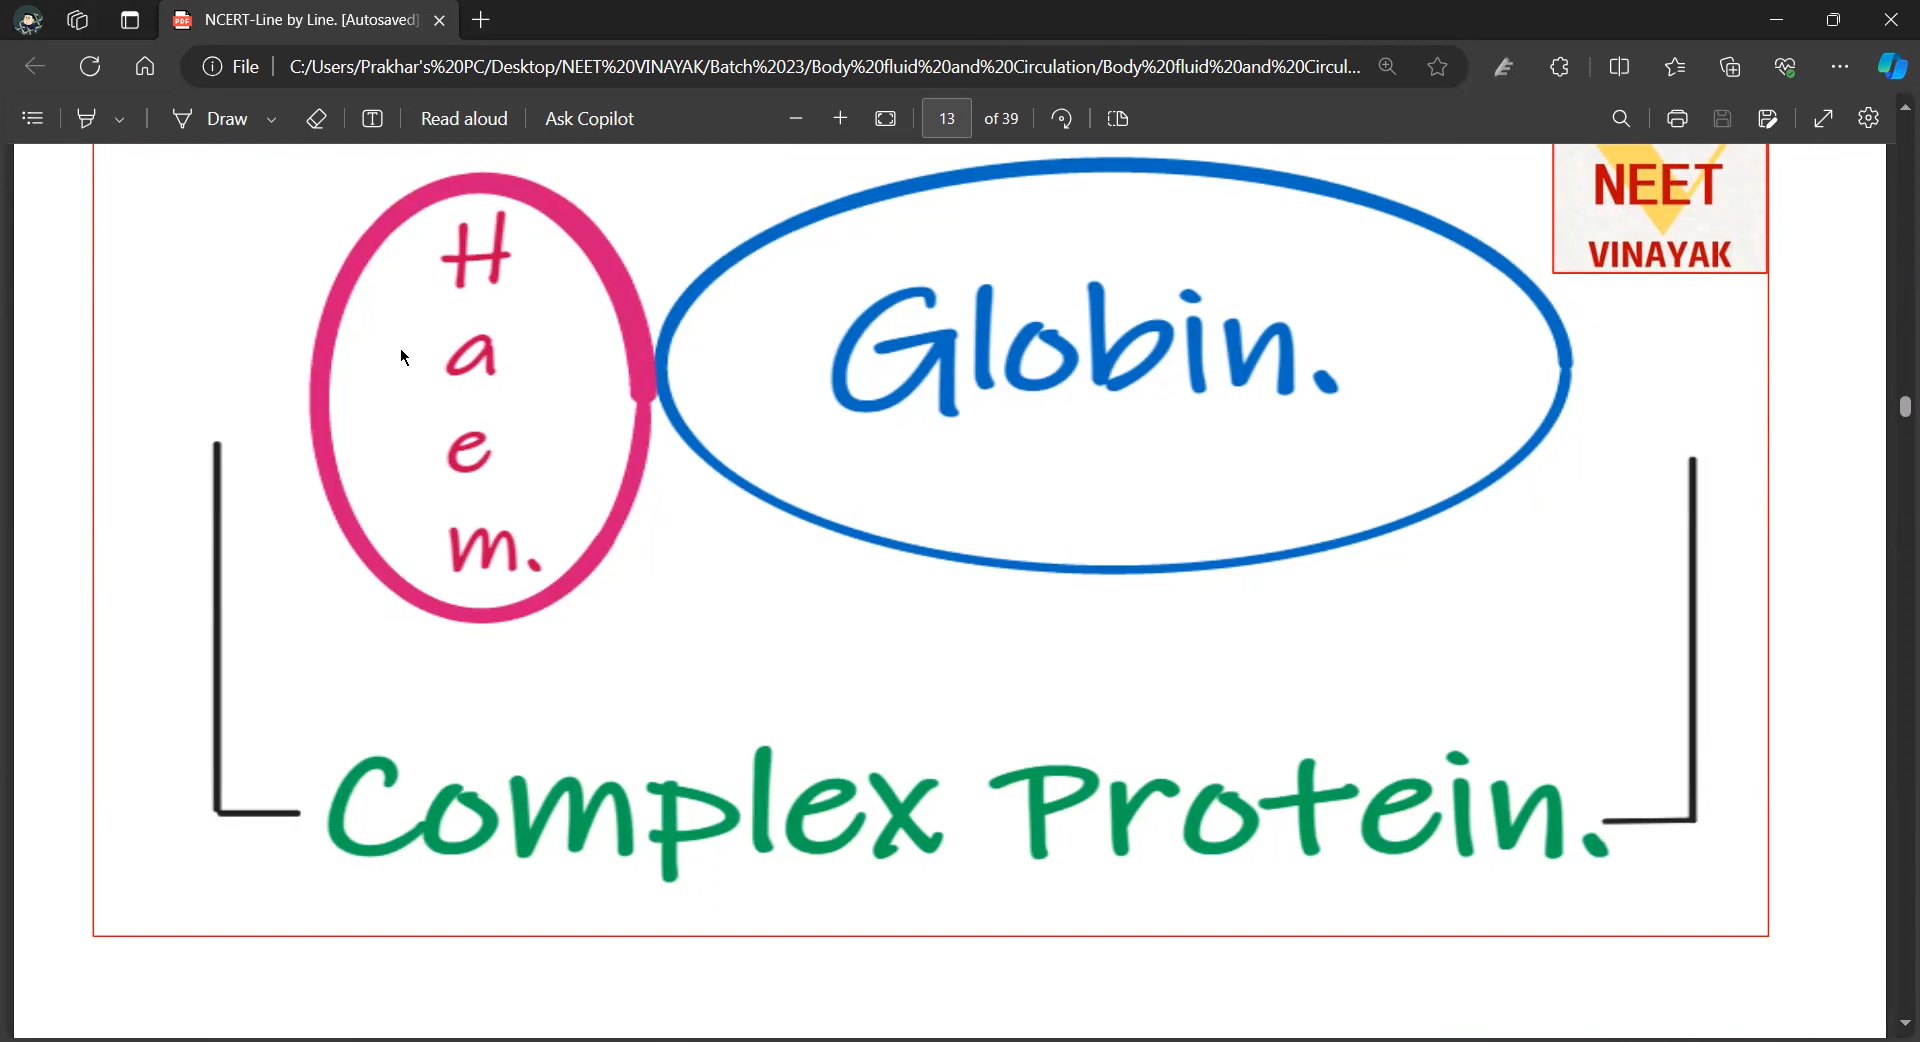 NCERT-Line by Line. [Autosaved]
File C:/Users/Prakhar's%20PC/Desktop/NEET%20VINAYAK/Batch%2023/Body%20fluid%20and%20Circulation/Body%20fluid%20and%20Circul...
Draw Read aloud Ask Copilot 13 of 39
NEET
VINAYAK
H
a
e
m.
Globin.
Complex Protein.